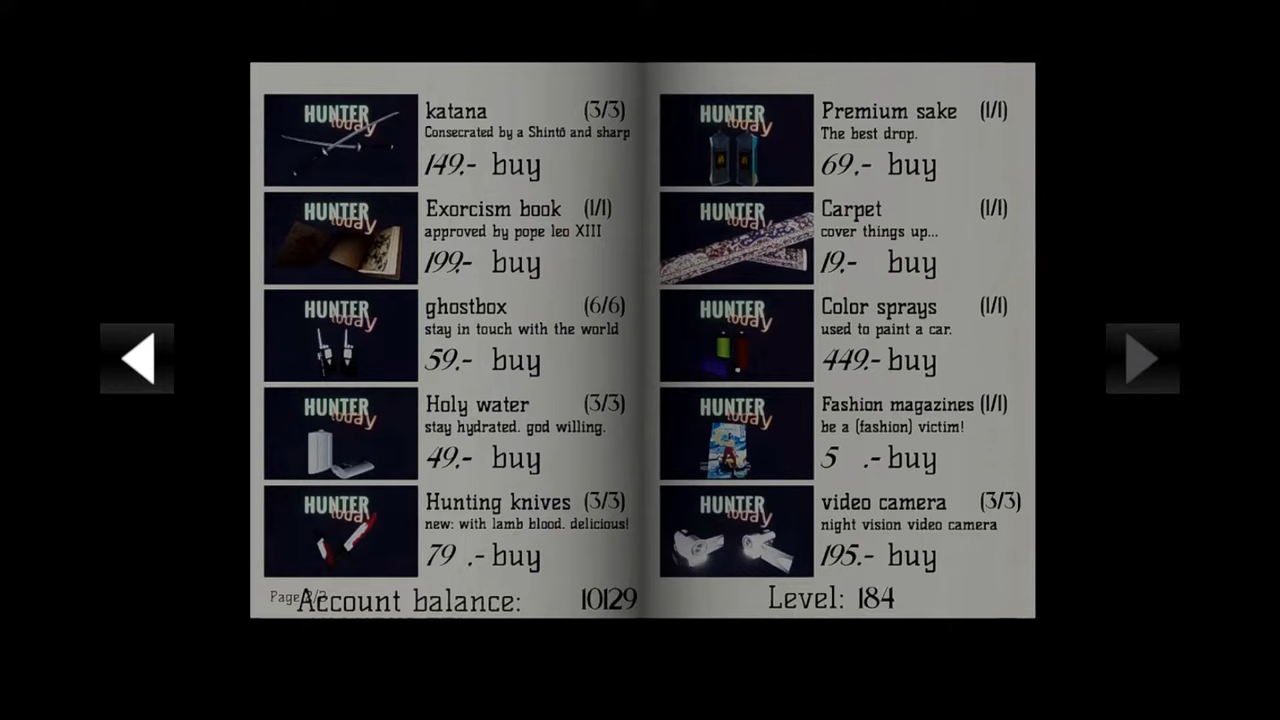 HUNTER
today
katana (3/3)
Consecrated by a Shintō and sharp
149.- buy
HUNTER
today
Exorcism book (1/1)
approved by pope leo XIII
199.- buy
HUNTER
today
ghostbox (6/6)
stay in touch with the world
59.- buy
HUNTER
today
Holy water (3/3)
stay hydrated. god willing.
49.- buy
HUNTER
today
Hunting knives (3/3)
new: with lamb blood. delicious!
79 .- buy
Page
Account balance: 10129
HUNTER
today
Premium sake (1/1)
The best drop.
69.- buy
HUNTER
today
Carpet (1/1)
cover things up...
19.- buy
HUNTER
today
Color sprays (1/1)
used to paint a car.
449.- buy
HUNTER
today
Fashion magazines (1/1)
be a (fashion) victim!
5 .- buy
HUNTER
today
video camera (3/3)
night vision video camera
195.- buy
Level: 184